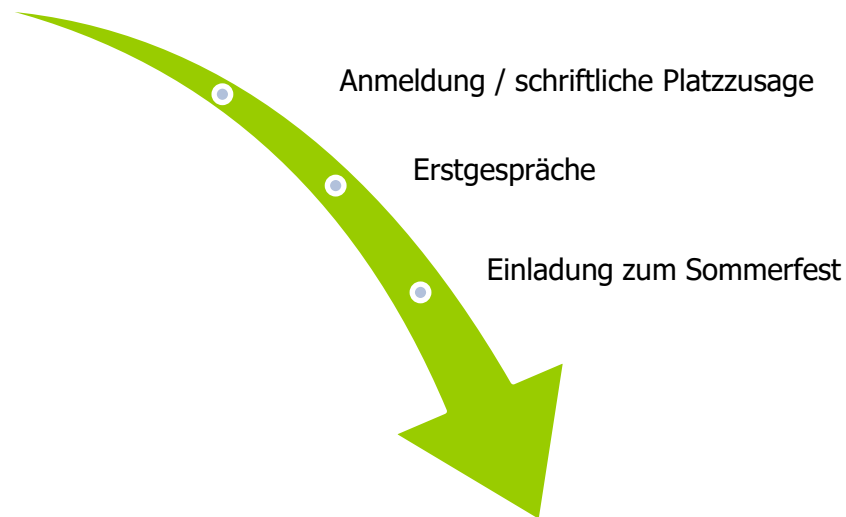 Anmeldung / schriftliche Platzzusage
Erstgespräche
Einladung zum Sommerfest